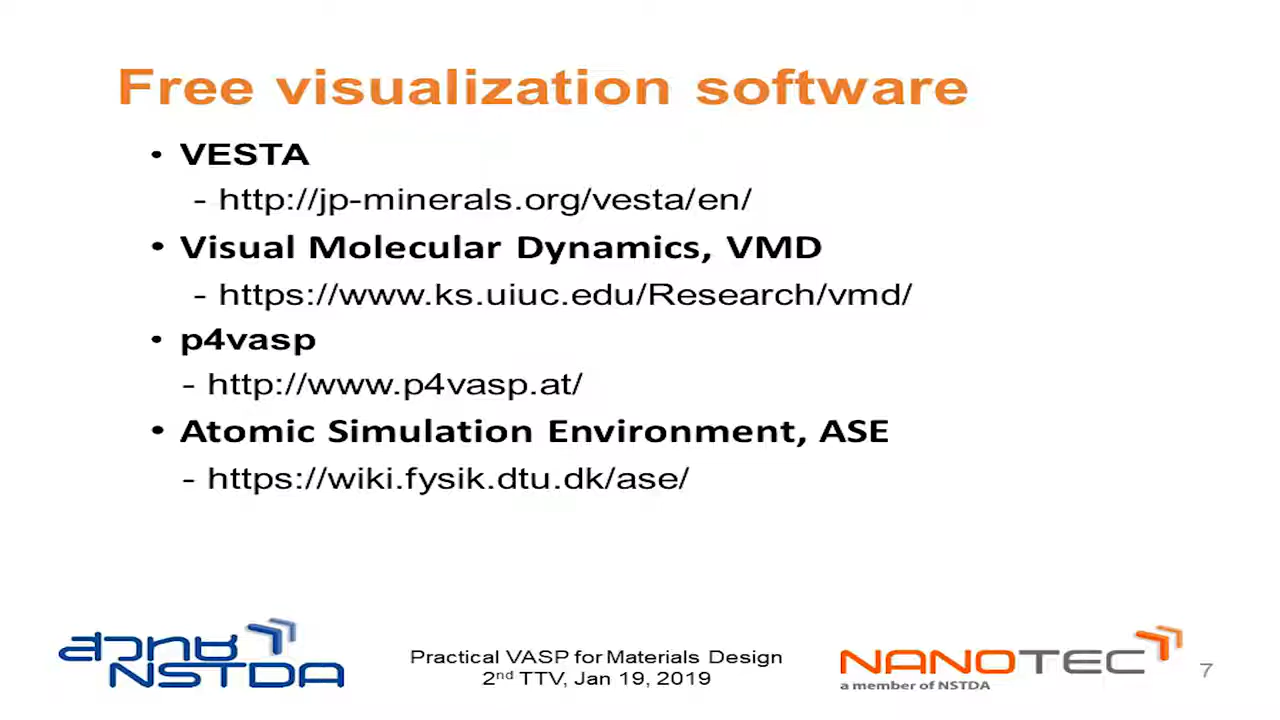 Free visualization software
• VESTA
- http://jp-minerals.org/vesta/en/
• Visual Molecular Dynamics, VMD
- https://www.ks.uiuc.edu/Research/vmd/
• p4vasp
- http://www.p4vasp.at/
• Atomic Simulation Environment, ASE
- https://wiki.fysik.dtu.dk/ase/
สวทช
NSTDA
Practical VASP for Materials Design
2nd TTV, Jan 19, 2019
NANOTEC
a member of NSTDA
7